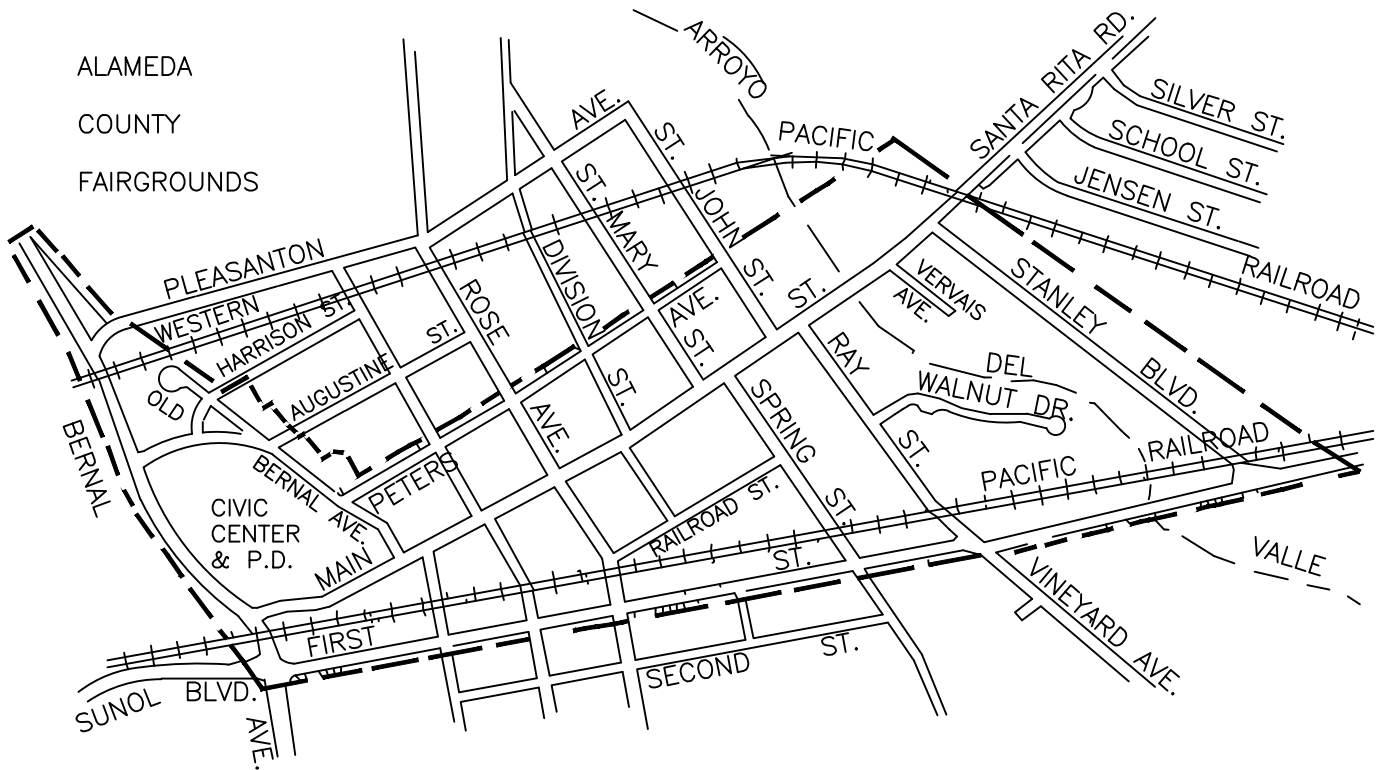 ALAMEDA
COUNTY
FAIRGROUNDS
ARROYO
SANTA RITA RD.
SILVER ST.
SCHOOL ST.
JENSEN ST.
PACIFIC
RAILROAD
PLEASANTON
AVE.
WESTERN
HARRISON ST.
OLD
AUGUSTINE
ST.
ROSE
AVE.
DIVISION
ST.
ST. MARY
ST.
ST. JOHN
ST.
AVE.
ST.
VERVAIS
AVE.
STANLEY
BLVD.
DEL
WALNUT DR.
RAY
ST.
SPRING
ST.
BERNAL
BERNAL AVE.
PETERS
CIVIC
CENTER
& P.D.
MAIN
RAILROAD ST.
PACIFIC
RAILROAD
VALLE
VINEYARD AVE.
FIRST
ST.
SECOND
ST.
SUNOL
BLVD.
AVE.